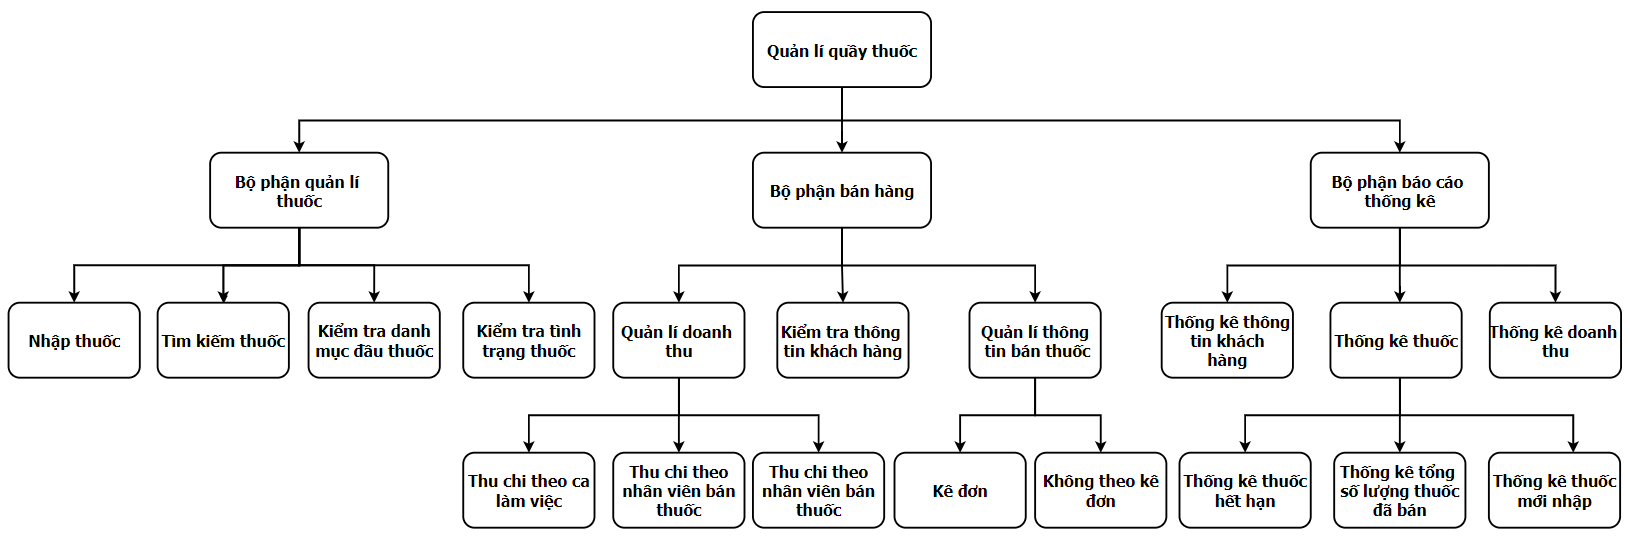 Quản lí quầy thuốc
Bộ phận quản lí
thuốc
Bộ phận bán hàng
Bộ phận báo cáo
thống kê
Nhập thuốc
Tìm kiếm thuốc
Kiểm tra danh
mục đầu thuốc
Kiểm tra tình
trạng thuốc
Quản lí doanh
thu
Kiểm tra thông
tin khách hàng
Quản lí thông
tin bán thuốc
Thống kê thông
tin khách
hàng
Thống kê thuốc
Thống kê doanh
thu
Thu chi theo ca
làm việc
Thu chi theo
nhân viên bán
thuốc
Thu chi theo
nhân viên bán
thuốc
Kê đơn
Không theo kê
đơn
Thống kê thuốc
hết hạn
Thống kê tổng
số lượng thuốc
đã bán
Thống kê thuốc
mới nhập